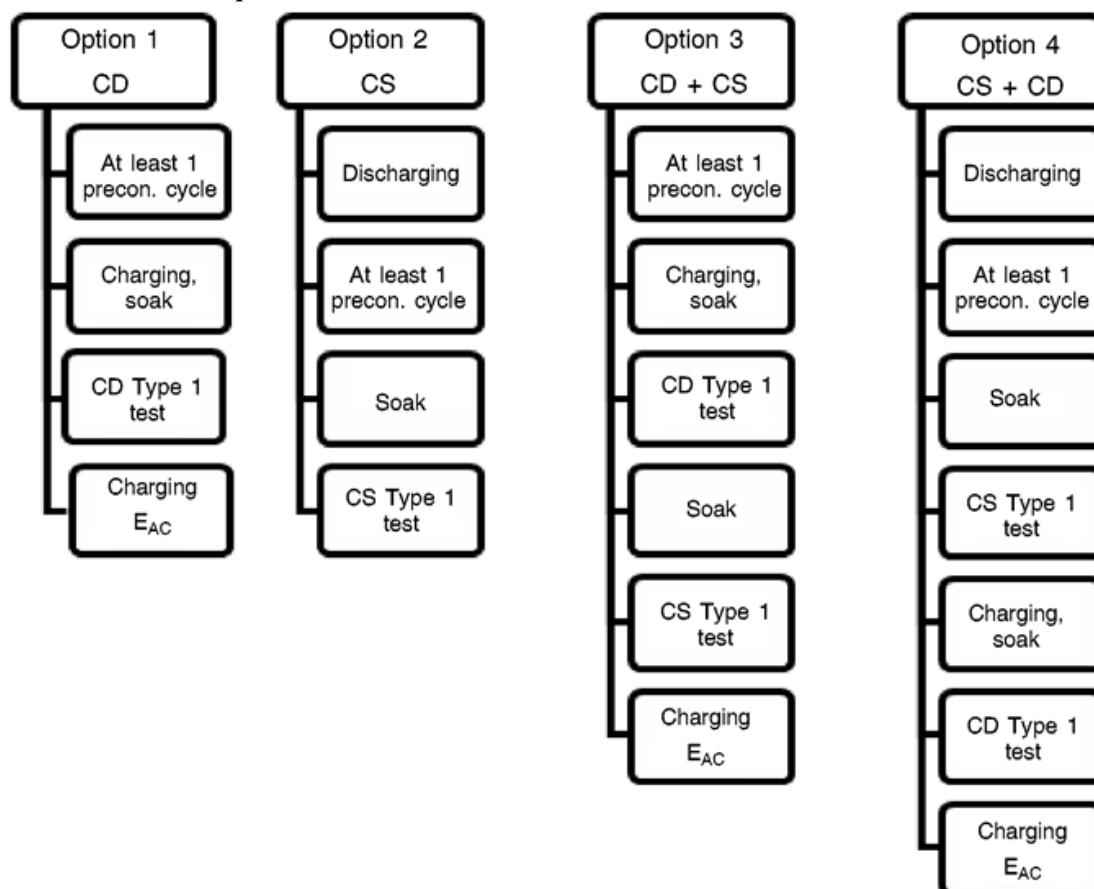 Option 1
CD
At least 1
precon. cycle
Charging,
soak
CD Type 1
test
Charging
E_AC
Option 2
CS
Discharging
At least 1
precon. cycle
Soak
CS Type 1
test
Option 3
CD + CS
At least 1
precon. cycle
Charging,
soak
CD Type 1
test
Soak
CS Type 1
test
Charging
E_AC
Option 4
CS + CD
Discharging
At least 1
precon. cycle
Soak
CS Type 1
test
Charging,
soak
CD Type 1
test
Charging
E_AC